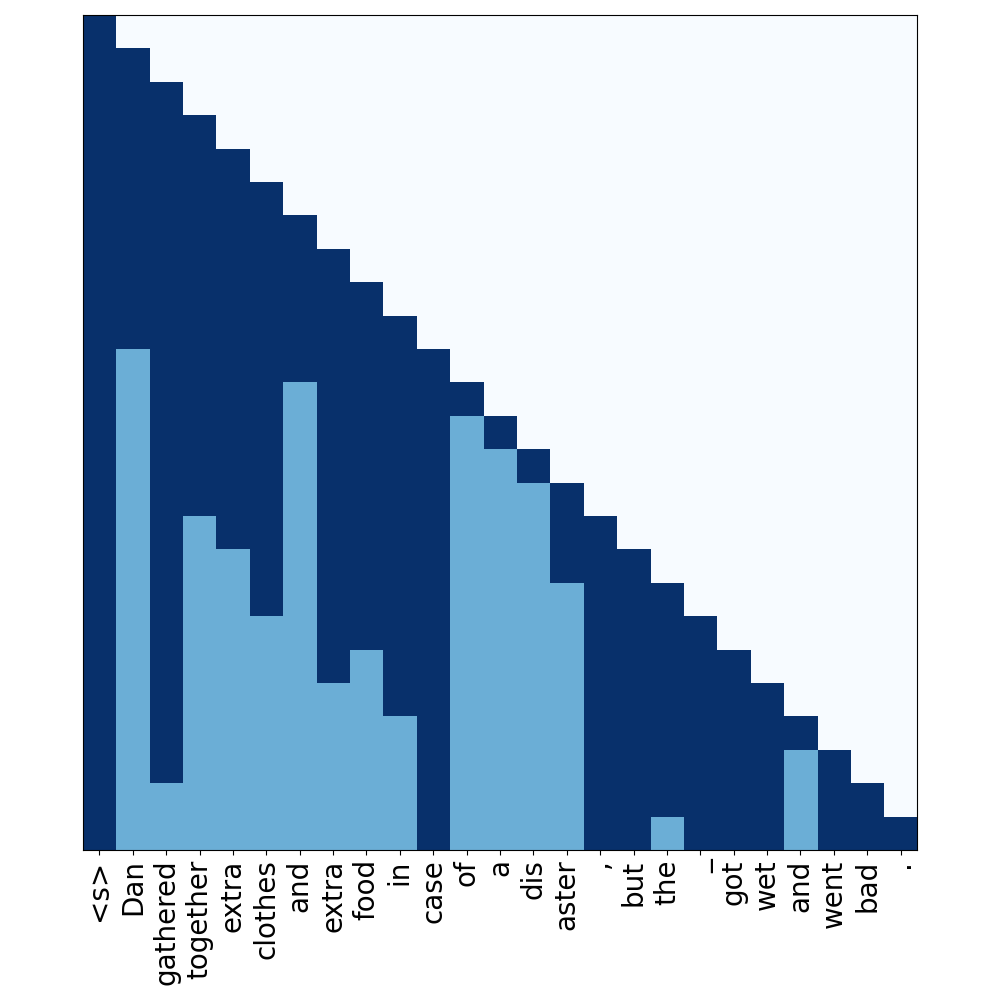 <s>
Dan
gathered
together
extra
clothes
and
extra
food
in
case
of
a
dis
aster
,
but
the
_
got
wet
and
went
bad
.